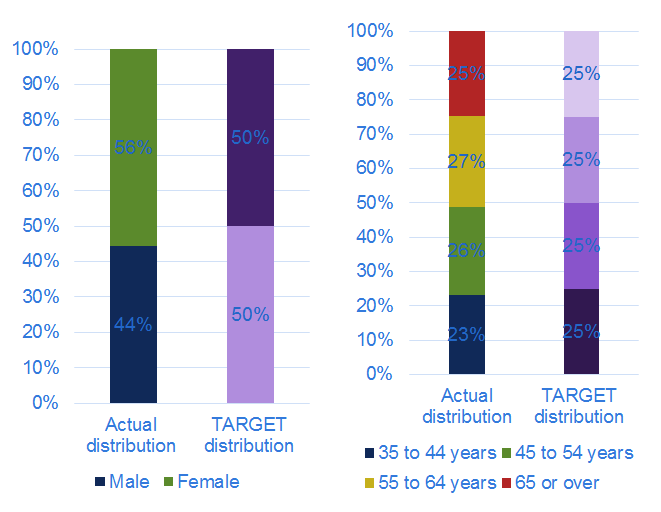 100%
90%
80%
70%
60%
50%
40%
30%
20%
10%
0%
56%
50%
44%
50%
Actual
distribution
TARGET
distribution
Male Female
100%
90%
80%
70%
60%
50%
40%
30%
20%
10%
0%
25% 25%
27% 25%
26% 25%
23% 25%
Actual
distribution
TARGET
distribution
35 to 44 years 45 to 54 years
55 to 64 years 65 or over